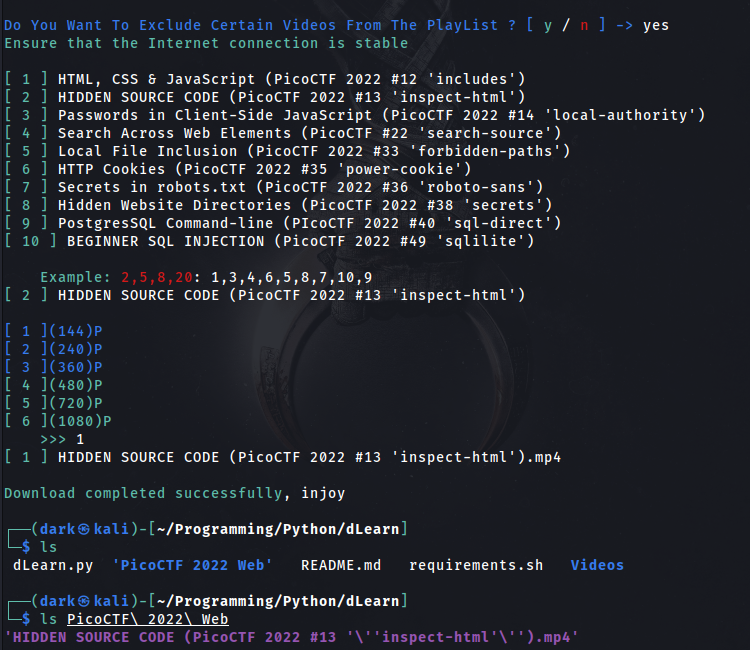 Do You Want To Exclude Certain Videos From The PlayList ? [ y / n ] -> yes
Ensure that the Internet connection is stable
[ 1 ] HTML, CSS & JavaScript (PicoCTF 2022 #12 'includes')
[ 2 ] HIDDEN SOURCE CODE (PicoCTF 2022 #13 'inspect-html')
[ 3 ] Passwords in Client-Side JavaScript (PicoCTF 2022 #14 'local-authority')
[ 4 ] Search Across Web Elements (PicoCTF #22 'search-source')
[ 5 ] Local File Inclusion (PicoCTF #33 'forbidden-paths')
[ 6 ] HTTP Cookies (PicoCTF #35 'power-cookie')
[ 7 ] Secrets in robots.txt (PicoCTF #36 'roboto-sans')
[ 8 ] Hidden Website Directories (PicoCTF #38 'secrets')
[ 9 ] PostgresSQL Command-line (PIcoCTF #40 'sql-direct')
[ 10 ] BEGINNER SQL INJECTION (PicoCTF #49 'sqlilite')
Example: 2,5,8,20: 1,3,4,6,5,8,7,10,9
[ 2 ] HIDDEN SOURCE CODE (PicoCTF 2022 #13 'inspect-html')
[ 1 ](144)P
[ 2 ](240)P
[ 3 ](360)P
[ 4 ](480)P
[ 5 ](720)P
[ 6 ](1080)P
>>> 1
[ 1 ] HIDDEN SOURCE CODE (PicoCTF 2022 #13 'inspect-html').mp4
Download completed successfully, injoy
┌──(dark㉿kali)-[~/Programming/Python/dLearn]
└─$ ls
dLearn.py 'PicoCTF 2022 Web' README.md requirements.sh Videos
┌──(dark㉿kali)-[~/Programming/Python/dLearn]
└─$ ls PicoCTF\ 2022\ Web
'HIDDEN SOURCE CODE (PicoCTF 2022 #13 '\''inspect-html'\'').mp4'